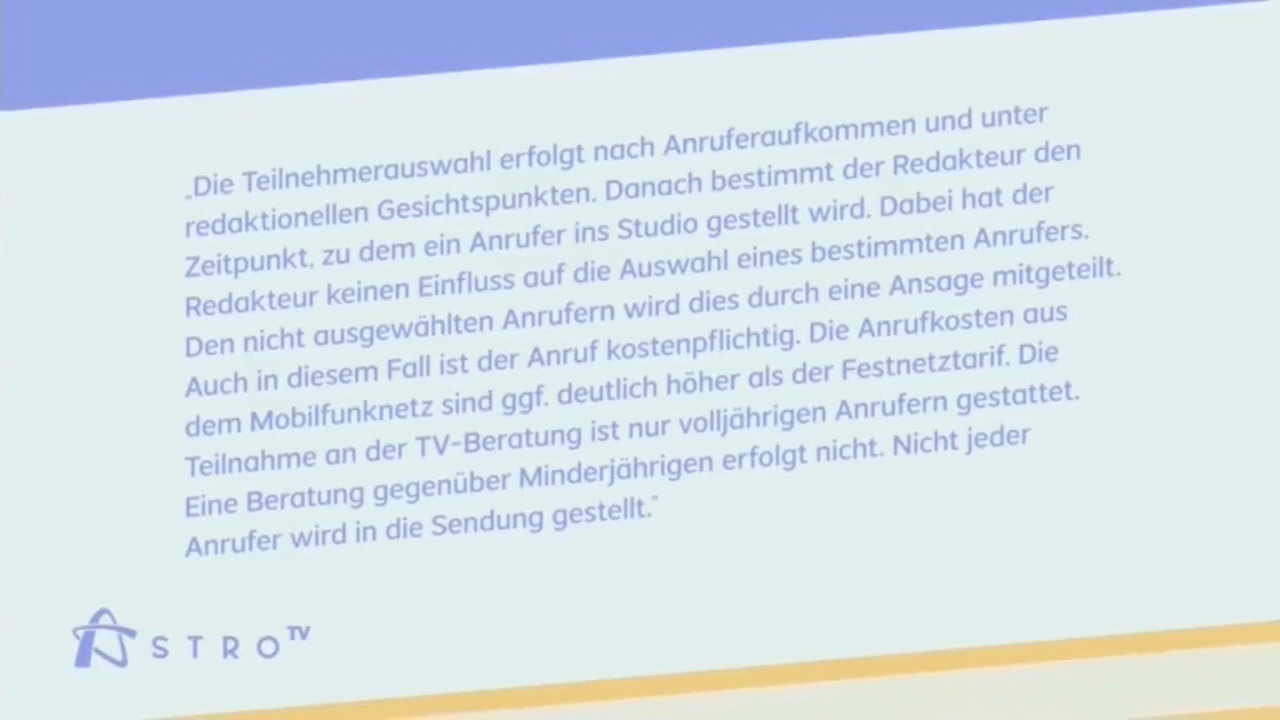 „Die Teilnehmerauswahl erfolgt nach Anruferaufkommen und unter
redaktionellen Gesichtspunkten. Danach bestimmt der Redakteur den
Zeitpunkt, zu dem ein Anrufer ins Studio gestellt wird. Dabei hat der
Redakteur keinen Einfluss auf die Auswahl eines bestimmten Anrufers.
Den nicht ausgewählten Anrufern wird dies durch eine Ansage mitgeteilt.
Auch in diesem Fall ist der Anruf kostenpflichtig. Die Anrufkosten aus
dem Mobilfunknetz sind ggf. deutlich höher als der Festnetztarif. Die
Teilnahme an der TV-Beratung ist nur volljährigen Anrufern gestattet.
Eine Beratung gegenüber Minderjährigen erfolgt nicht. Nicht jeder
Anrufer wird in die Sendung gestellt."
ASTRO TV